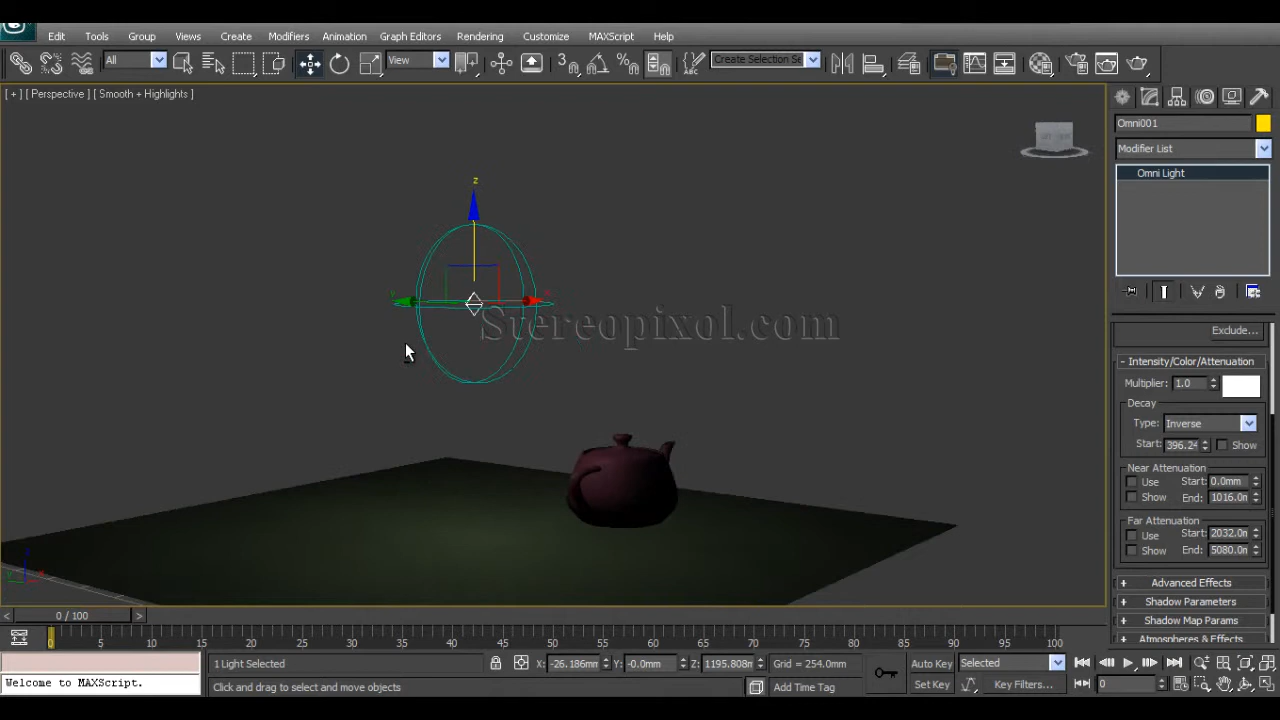 Edit Tools Group Views Create Modifiers Animation Graph Editors Rendering Customize MAXScript Help
All View 3 Create Selection Se
[ + ] [ Perspective ] [ Smooth + Highlights ]
Omni001
Modifier List
Omni Light
z
Stereopixol.com
Exclude...
- Intensity/Color/Attenuation
Multiplier: 1.0
Decay
Type: Inverse
Start: 396.24 Show
Near Attenuation
Use Start: 0.0mm
Show End: 1016.0m
Far Attenuation
Use Start: 2032.0m
Show End: 5080.0m
+ Advanced Effects
+ Shadow Parameters
+ Shadow Map Params
+ Atmospheres & Effects
< 0 / 100 >
0 5 10 15 20 25 30 35 40 45 50 55 60 65 70 75 80 85 90 95 100
1 Light Selected X: -26.186mm Y: -0.0mm Z: 1195.808m Grid = 254.0mm Auto Key Selected
Welcome to MAXScript. Click and drag to select and move objects Add Time Tag Set Key Key Filters... 0